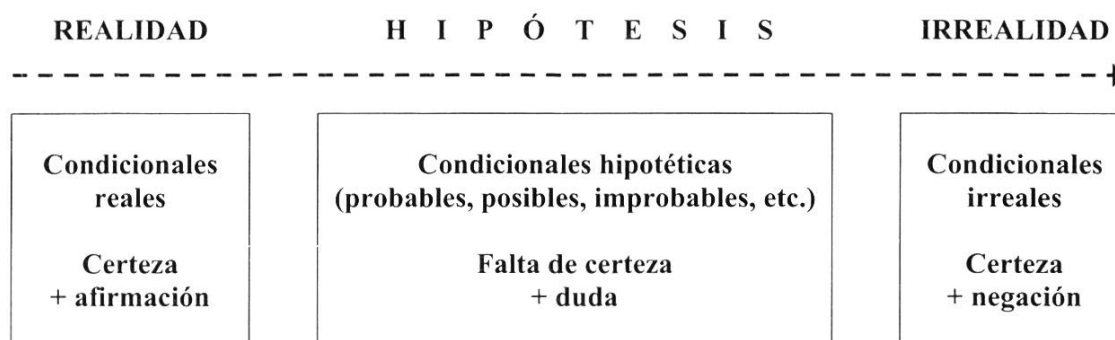 REALIDAD H I P Ó T E S I S IRREALIDAD
Condicionales reales
Certeza + afirmación
Condicionales hipotéticas
(probables, posibles, improbables, etc.)
Falta de certeza
+ duda
Condicionales
irreales
Certeza
+ negación